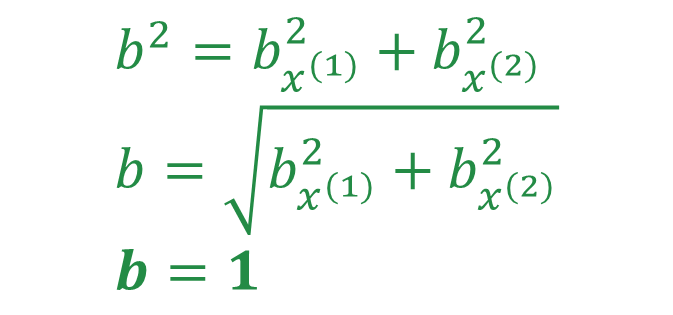 b² = b²ₓ₍₁₎ + b²ₓ₍₂₎
b = √(b²ₓ₍₁₎ + b²ₓ₍₂₎)
b = 1